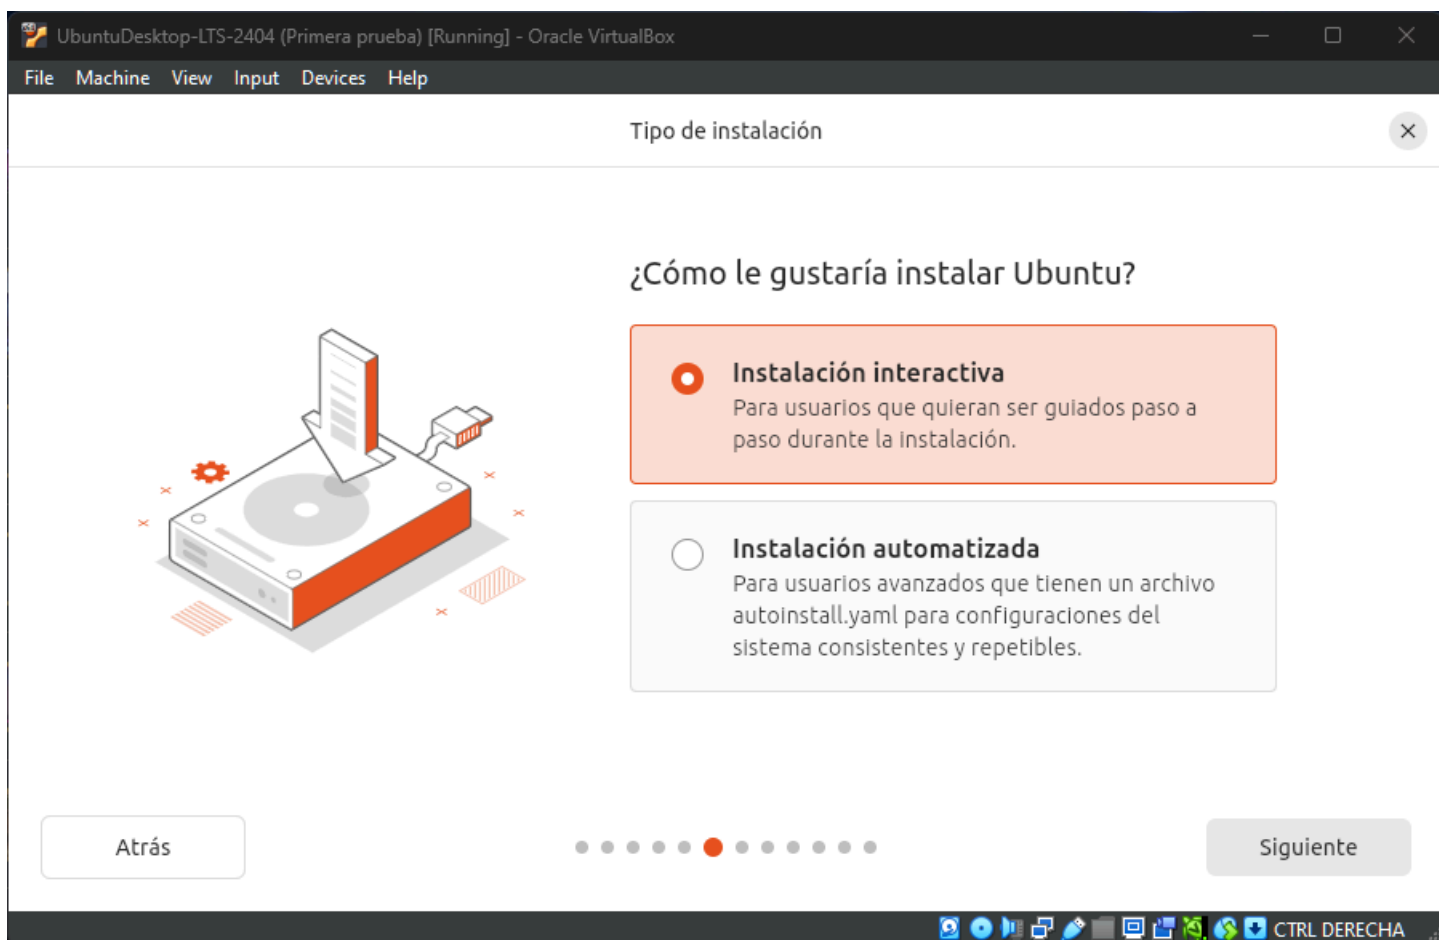 UbuntuDesktop-LTS-2404 (Primera prueba) [Running] - Oracle VirtualBox
File Machine View Input Devices Help
Tipo de instalación
¿Cómo le gustaría instalar Ubuntu?
Instalación interactiva
Para usuarios que quieran ser guiados paso a
paso durante la instalación.
Instalación automatizada
Para usuarios avanzados que tienen un archivo
autoinstall.yaml para configuraciones del
sistema consistentes y repetibles.
Atrás
Siguiente
CTRL DERECHA